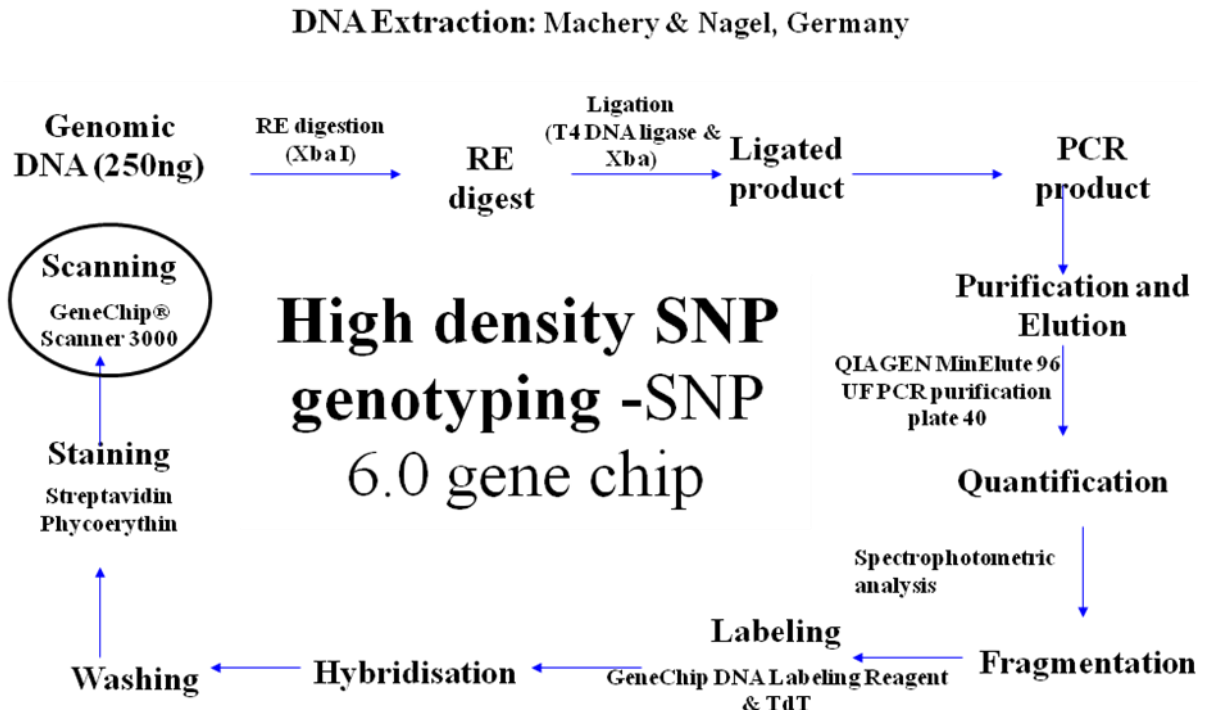 DNA Extraction: Machery & Nagel, Germany
Genomic
DNA (250ng)
RE digestion
(Xba I)
RE
digest
Ligation
(T4 DNA ligase &
Xba)
Ligated
product
PCR
product
Purification and
Elution
QIAGEN MinElute 96
UF PCR purification
plate 40
Quantification
Spectrophotometric
analysis
Fragmentation
Labeling
GeneChip DNA Labeling Reagent
& TdT
Hybridisation
Washing
Staining
Streptavidin
Phycoerythin
Scanning
GeneChip®
Scanner 3000
High density SNP
genotyping -SNP
6.0 gene chip